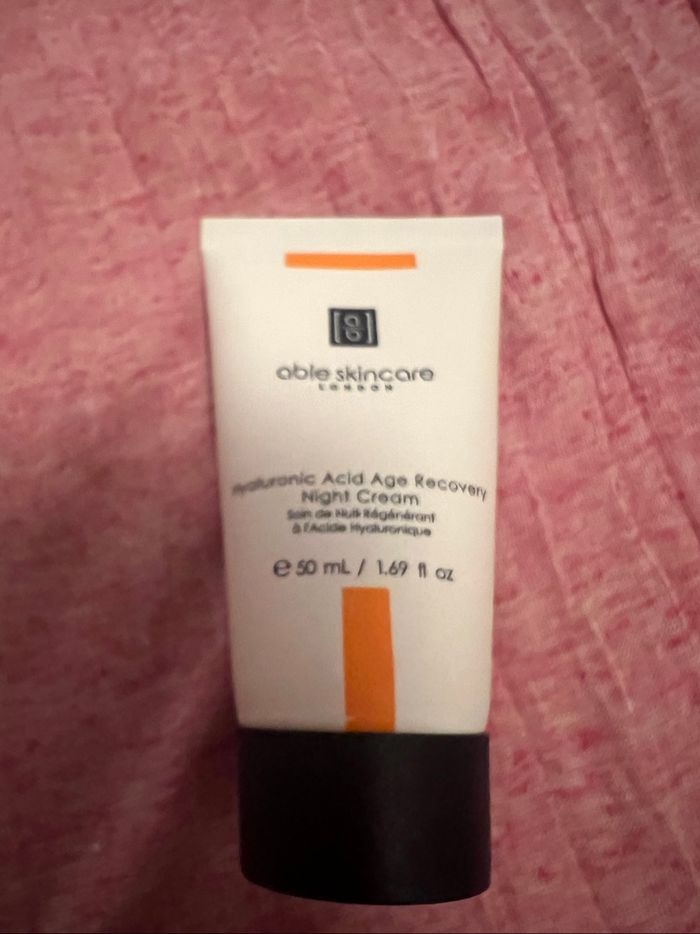 able skincare
LONDON
Hyaluronic Acid Age Recovery
Night Cream
Soin de Nuit Régénérant
à l'Acide Hyaluronique
e 50 mL / 1.69 fl oz